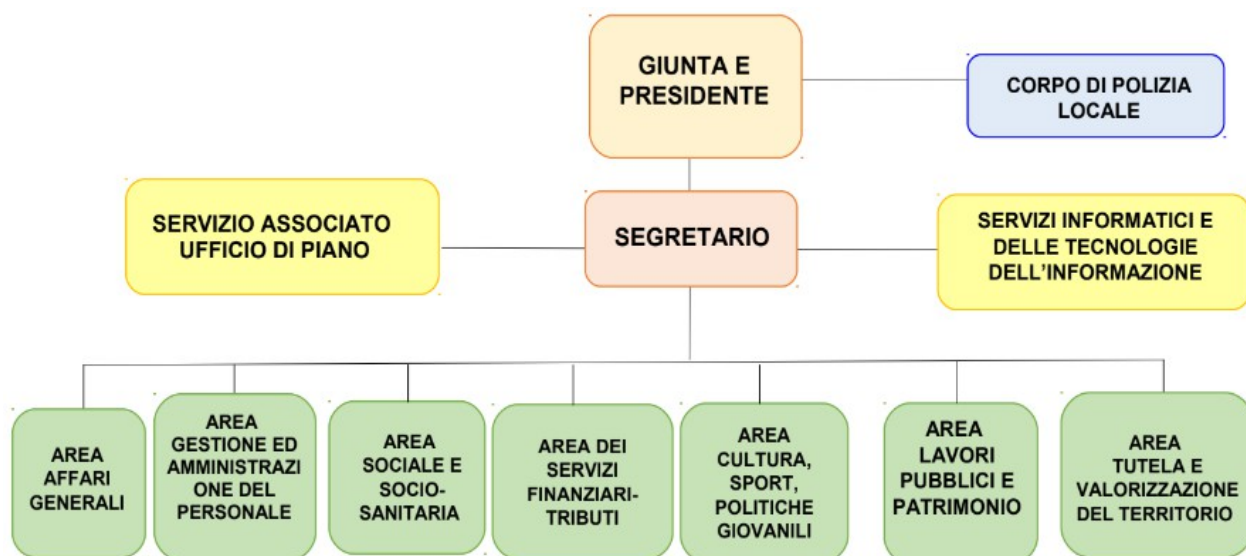 GIUNTA E
PRESIDENTE
CORPO DI POLIZIA
LOCALE
SERVIZIO ASSOCIATO
UFFICIO DI PIANO
SEGRETARIO
SERVIZI INFORMATICI E
DELLE TECNOLOGIE
DELL’INFORMAZIONE
AREA
AFFARI
GENERALI
AREA
GESTIONE ED
AMMINISTRAZI
ONE DEL
PERSONALE
AREA
SOCIALE E
SOCIO-
SANITARIA
AREA DEI
SERVIZI
FINANZIARI-
TRIBUTI
AREA
CULTURA,
SPORT,
POLITICHE
GIOVANILI
AREA
LAVORI
PUBBLICI E
PATRIMONIO
AREA
TUTELA E
VALORIZZAZIONE
DEL TERRITORIO